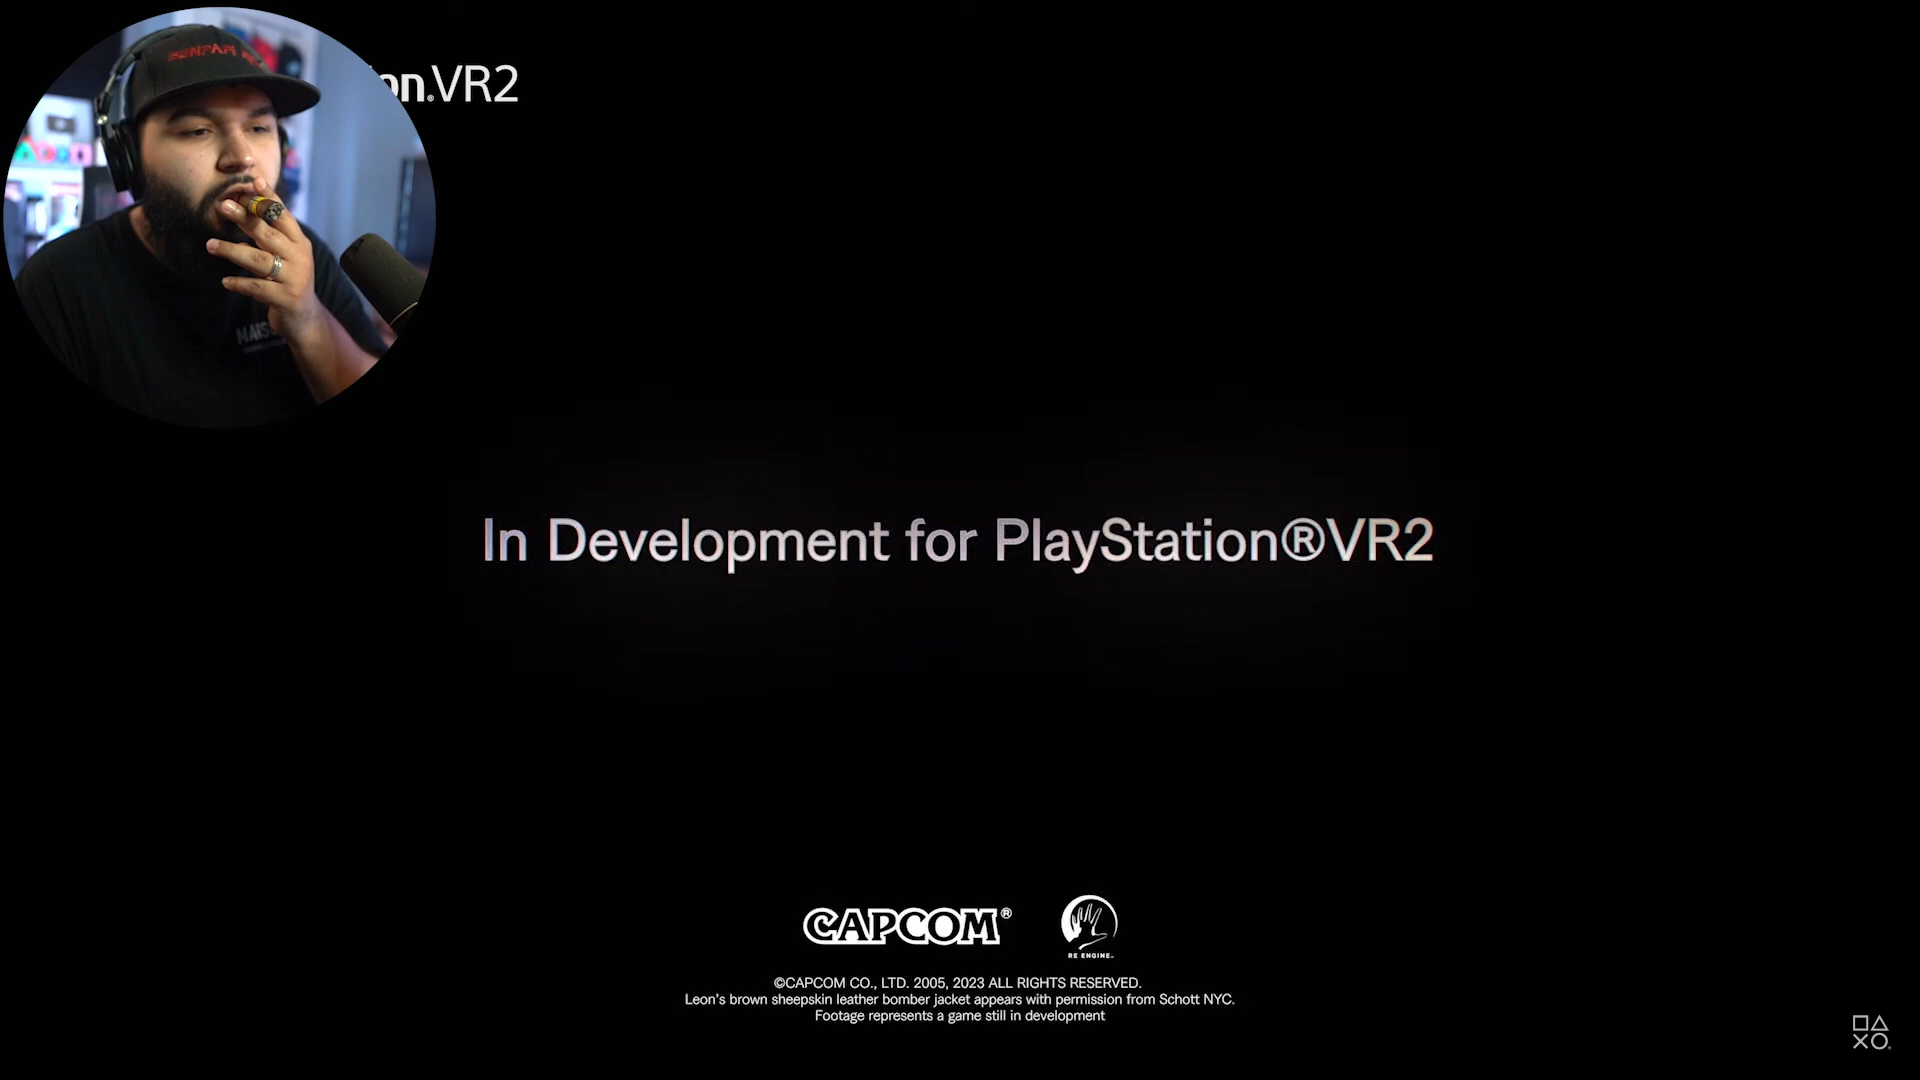 on.VR2
In Development for PlayStation®VR2
CAPCOM®
RE ENGINE™
©CAPCOM CO., LTD. 2005, 2023 ALL RIGHTS RESERVED.
Leon's brown sheepskin leather bomber jacket appears with permission from Schott NYC.
Footage represents a game still in development